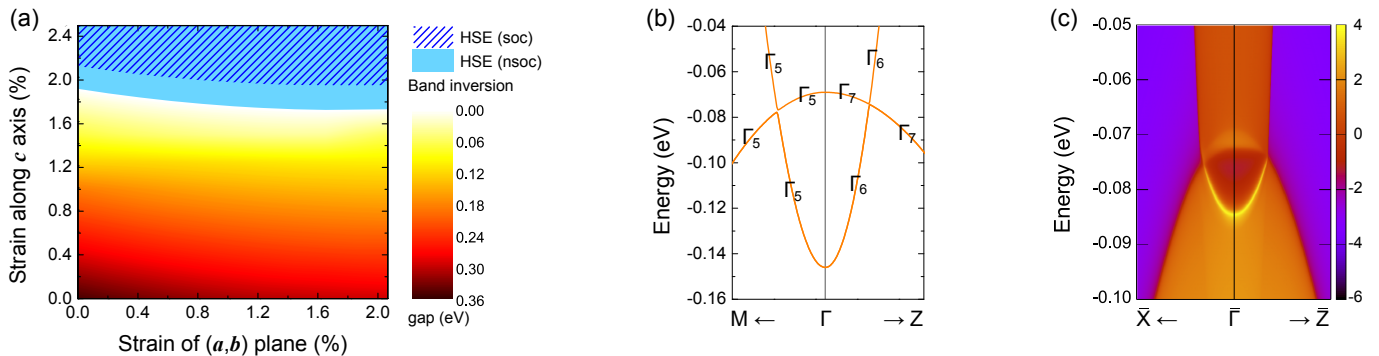 (a)
2.4
2.0
1.6
1.2
0.8
0.4
0.0
Strain along c axis (%)
0.0 0.6 1.2 1.8 2.0
Strain of (a,b) plane (%)
HSE (soc)
HSE (nsoc)
Band inversion
0.00
0.06
0.12
0.18
0.24
0.30
0.36
gap (eV)
(b)
-0.04
-0.06
-0.08
-0.10
-0.12
-0.14
-0.16
Energy (eV)
Γ5 Γ6
Γ5 Γ7
Γ5 Γ7
Γ5 Γ6
M ← Γ → Z
(c)
-0.05
-0.06
-0.07
-0.08
-0.09
-0.10
Energy (eV)
X̄ ← Γ̄ → Z̄
4
2
0
-2
-4
-6